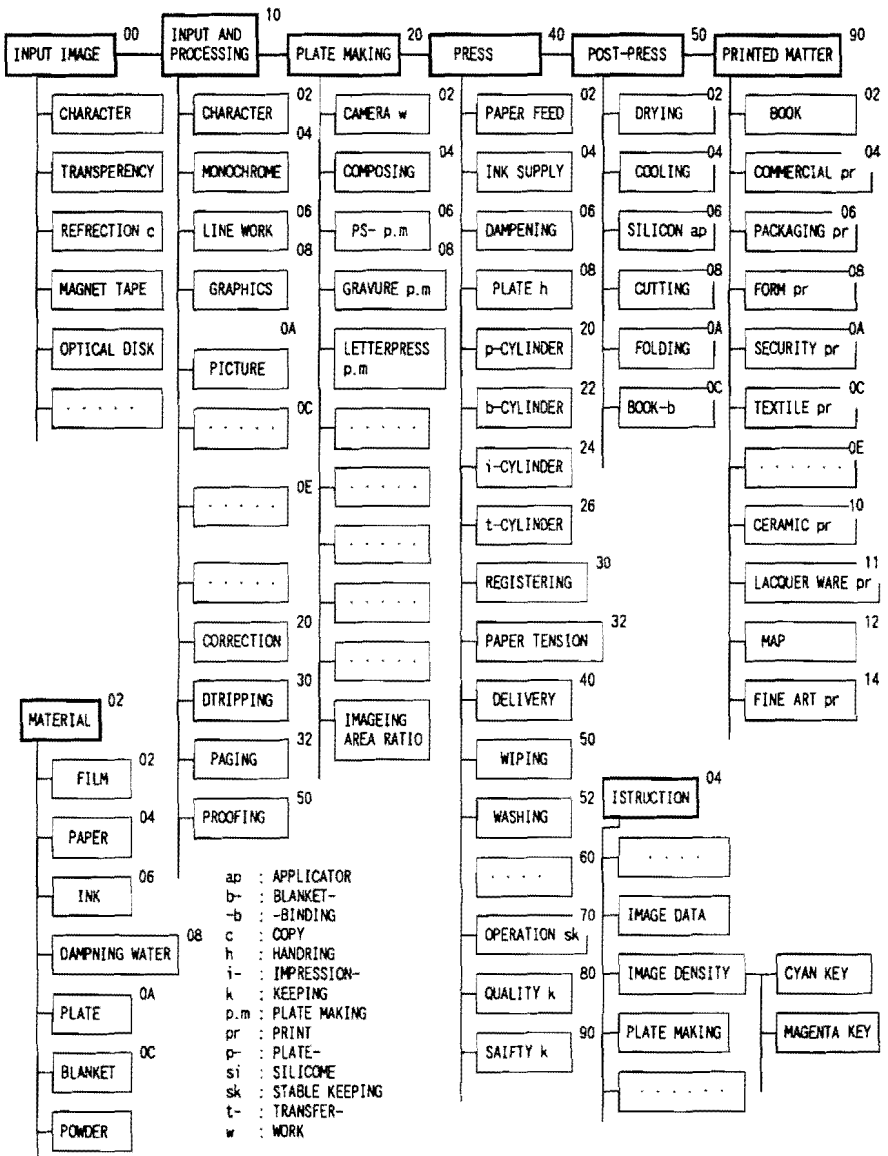 00
10
20
40
50
90
INPUT IMAGE
INPUT AND
PROCESSING
PLATE MAKING
PRESS
POST-PRESS
PRINTED MATTER
CHARACTER
TRANSPERENCY
REFRECTION c
MAGNET TAPE
OPTICAL DISK
. . . . .
02
MATERIAL
02
FILM
04
PAPER
06
INK
08
DAMPNING WATER
0A
PLATE
0C
BLANKET
POWDER
02
CHARACTER
04
MONOCHROME
06
LINE WORK
08
GRAPHICS
0A
PICTURE
0C
. . . . .
0E
. . . . .
. . . . .
20
CORRECTION
30
DTRIPPING
32
PAGING
50
PROOFING
02
CAMERA w
04
COMPOSING
06
PS- p.m
08
GRAVURE p.m
LETTERPRESS
p.m
. . . . .
. . . . .
. . . . .
. . . . .
. . . . .
IMAGEING
AREA RATIO
02
PAPER FEED
04
INK SUPPLY
06
DAMPENING
08
PLATE h
20
p-CYLINDER
22
b-CYLINDER
24
i-CYLINDER
26
t-CYLINDER
30
REGISTERING
32
PAPER TENSION
40
DELIVERY
50
WIPING
52
WASHING
60
. . . .
70
OPERATION sk
80
QUALITY k
90
SAIFTY k
02
DRYING
04
COOLING
06
SILICON ap
08
CUTTING
0A
FOLDING
0C
BOOK-b
02
BOOK
04
COMMERCIAL pr
06
PACKAGING pr
08
FORM pr
0A
SECURITY pr
0C
TEXTILE pr
0E
. . . . . .
10
CERAMIC pr
11
LACQUER WARE pr
12
MAP
14
FINE ART pr
04
ISTRUCTION
. . . .
IMAGE DATA
IMAGE DENSITY
CYAN KEY
PLATE MAKING
MAGENTA KEY
. . . . . .
ap : APPLICATOR
b- : BLANKET-
-b : -BINDING
c : COPY
h : HANDRING
i- : IMPRESSION-
k : KEEPING
p.m : PLATE MAKING
pr : PRINT
p- : PLATE-
si : SILICOME
sk : STABLE KEEPING
t- : TRANSFER-
w : WORK